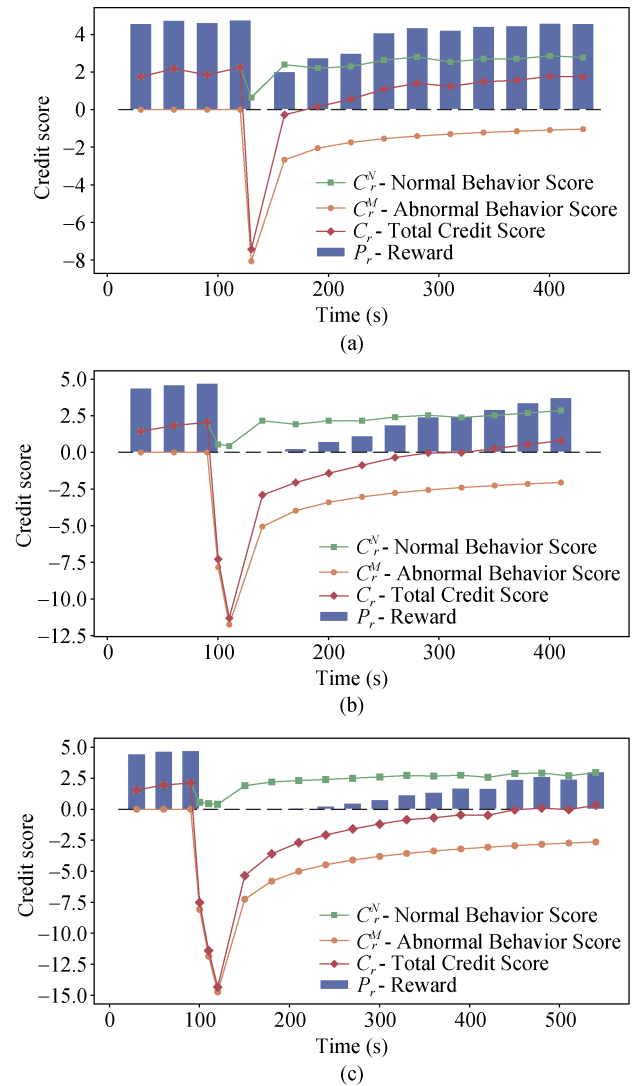 4
2
0
−2
−4
−6
−8
Credit score
C_r^N - Normal Behavior Score
C_r^M - Abnormal Behavior Score
C_r - Total Credit Score
P_r - Reward
0 100 200 300 400
Time (s)
(a)
5.0
2.5
0.0
−2.5
−5.0
−7.5
−10.0
−12.5
Credit score
C_r^N - Normal Behavior Score
C_r^M - Abnormal Behavior Score
C_r - Total Credit Score
P_r - Reward
0 100 200 300 400
Time (s)
(b)
5.0
2.5
0.0
−2.5
−5.0
−7.5
−10.0
−12.5
−15.0
Credit score
C_r^N - Normal Behavior Score
C_r^M - Abnormal Behavior Score
C_r - Total Credit Score
P_r - Reward
0 100 200 300 400 500
Time (s)
(c)